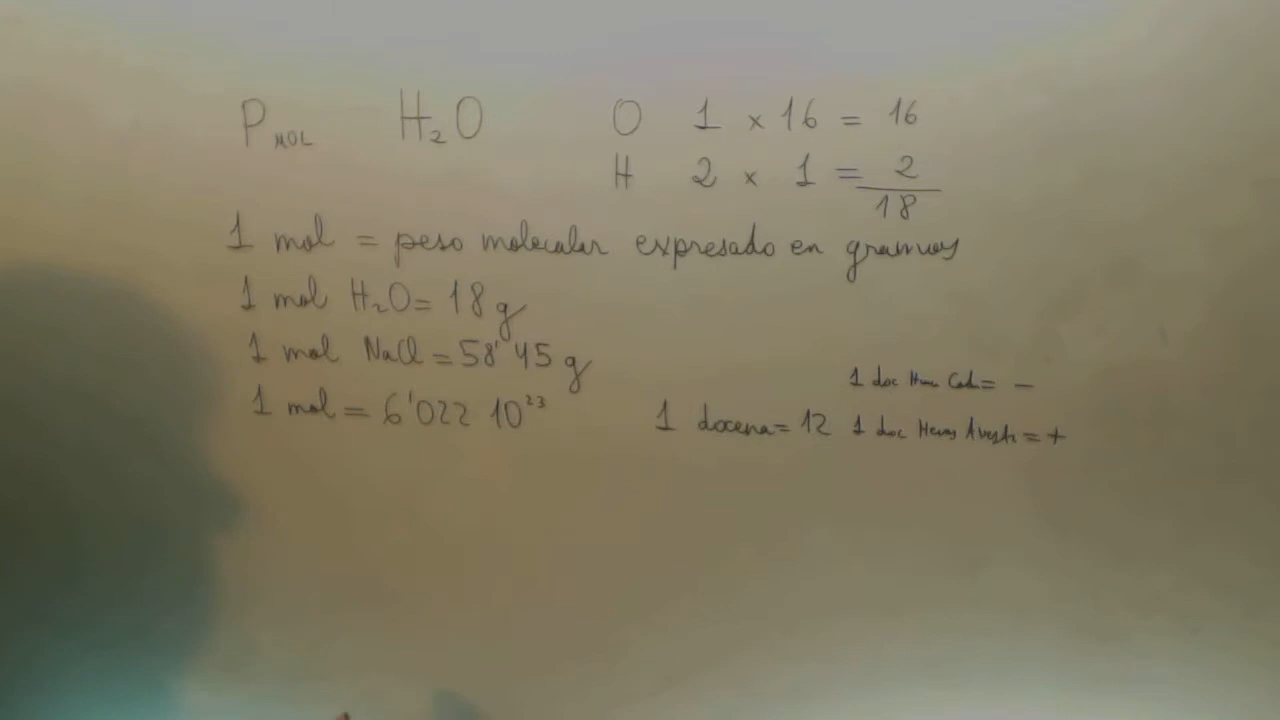 P MOL H₂O O 1 x 16 = 16
H 2 x 1 = 2
18
1 mol = peso molecular expresado en gramos
1 mol H₂O = 18 g
1 mol NaCl = 58'45 g
1 doc = −
1 mol = 6'022 10²³ 1 docena = 12 1 doc = +